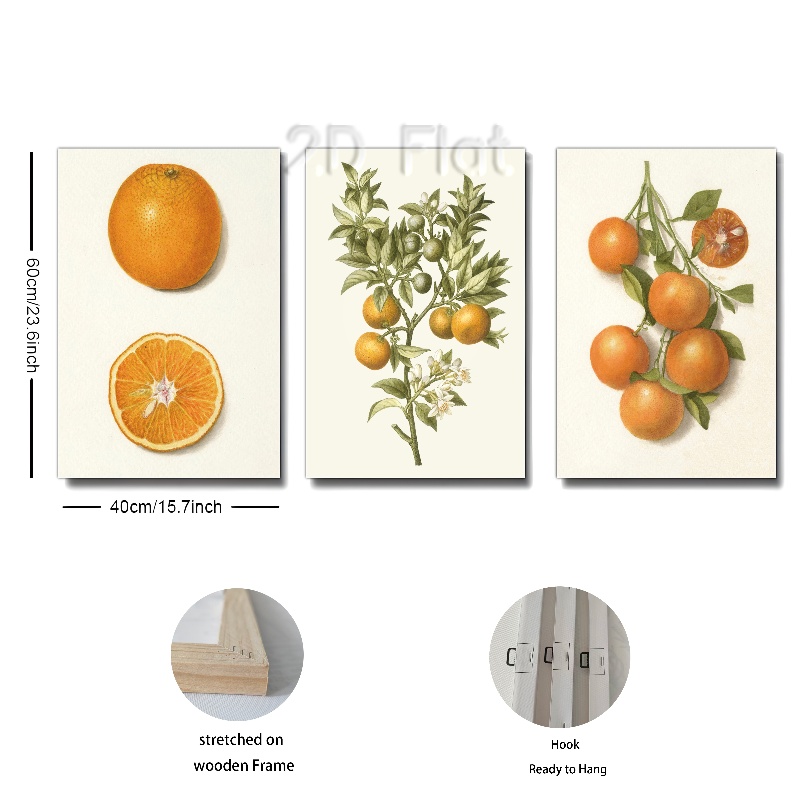 2D Flat
60cm/23.6inch
40cm/15.7inch
stretched on
wooden Frame
Hook
Ready to Hang